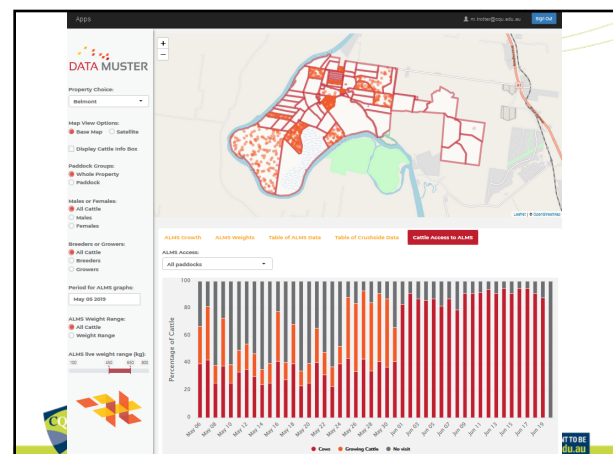 Apps
m.trotter@cqu.edu.au
Sign Out
DATA MUSTER
Property Choice:
Belmont
Map View Options:
Base Map
Satellite
Display Cattle Info Box
Paddock Groups:
Whole Property
Paddock
Males or Females:
All Cattle
Males
Females
Breeders or Growers:
All Cattle
Breeders
Growers
Period for ALMS graphs:
May 05 2019
ALMS Weight Range:
All Cattle
Weight Range
ALMS live weight range (kg):
+
−
Leaflet | © OpenStreetMap
ALMS Growth
ALMS Weights
Table of ALMS Data
Table of Crushside Data
Cattle Access to ALMS
ALMS Access:
All paddocks
Percentage of Cattle
100
80
60
40
20
0
May 06
May 08
May 10
May 12
May 14
May 16
May 18
May 20
May 22
May 24
May 26
May 28
May 30
Jun 01
Jun 03
Jun 05
Jun 07
Jun 09
Jun 11
Jun 13
Jun 15
Jun 17
Jun 19
Cows
Growing Cattle
No visit
CQ
NT TO BE
du.au